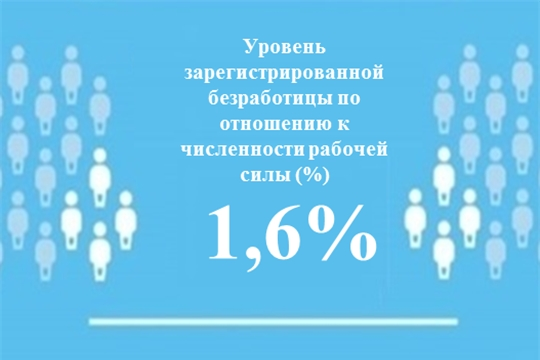 Уровень
зарегистрированной
безработицы по
отношению к
численности рабочей
силы (%)
1,6%